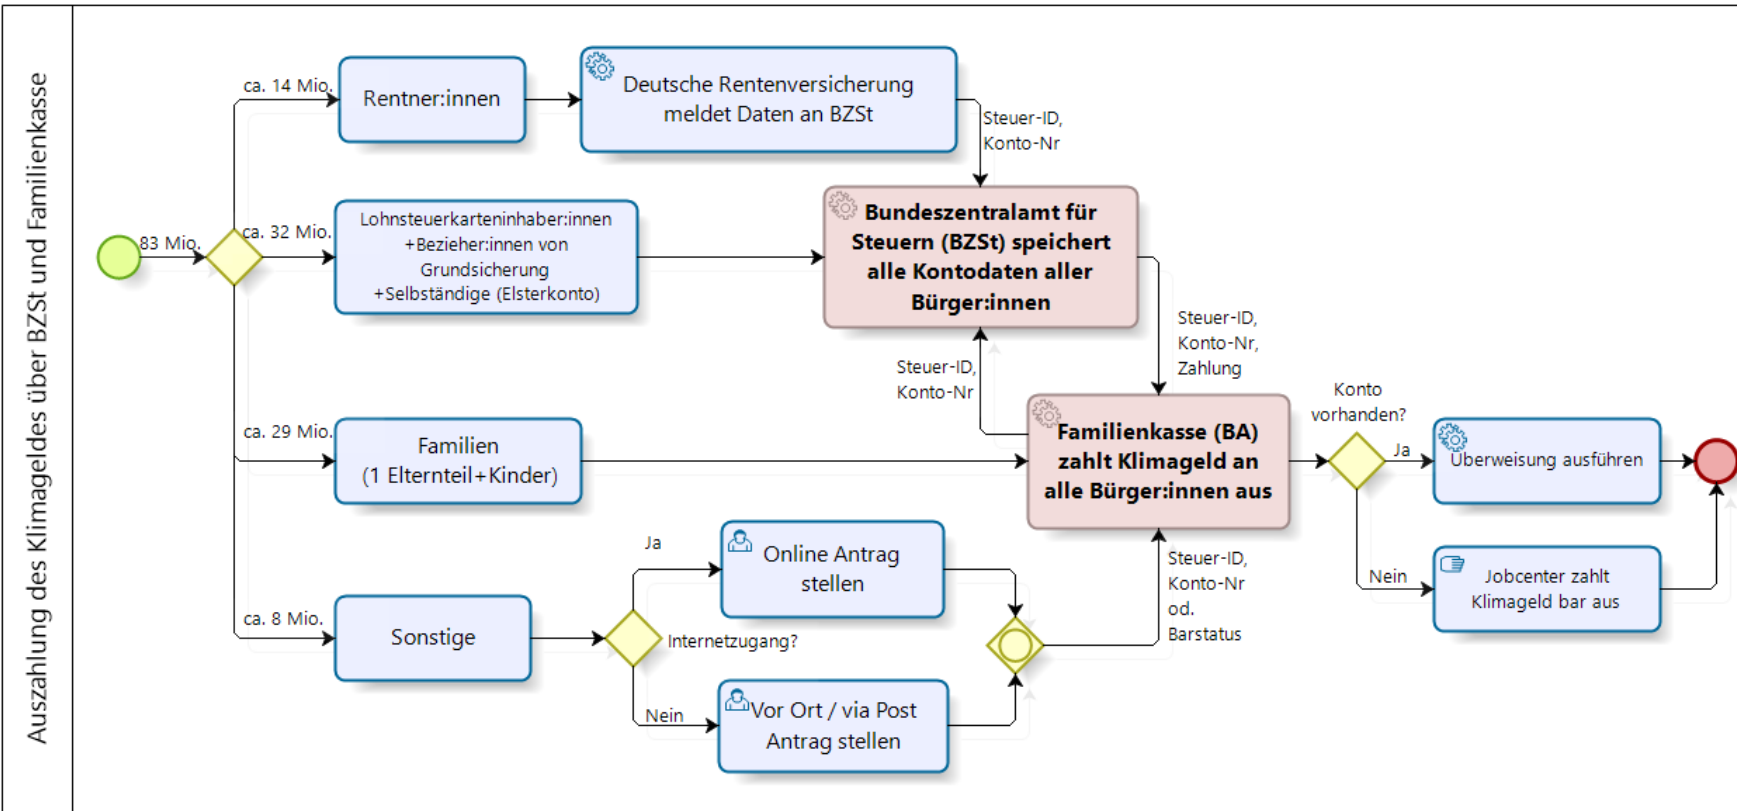 Auszahlung des Klimageldes über BZSt und Familienkasse
83 Mio.
ca. 14 Mio.
Rentner:innen
Deutsche Rentenversicherung
meldet Daten an BZSt
Steuer-ID,
Konto-Nr
ca. 32 Mio.
Lohnsteuerkarteninhaber:innen
+Bezieher:innen von
Grundsicherung
+Selbständige (Elsterkonto)
Bundeszentralamt für
Steuern (BZSt) speichert
alle Kontodaten aller
Bürger:innen
Steuer-ID,
Konto-Nr,
Zahlung
Steuer-ID,
Konto-Nr
ca. 29 Mio.
Familien
(1 Elternteil+Kinder)
Familienkasse (BA)
zahlt Klimageld an
alle Bürger:innen aus
Konto
vorhanden?
Ja
Überweisung ausführen
Nein
Jobcenter zahlt
Klimageld bar aus
ca. 8 Mio.
Sonstige
Internetzugang?
Ja
Online Antrag
stellen
Nein
Vor Ort / via Post
Antrag stellen
Steuer-ID,
Konto-Nr
od.
Barstatus